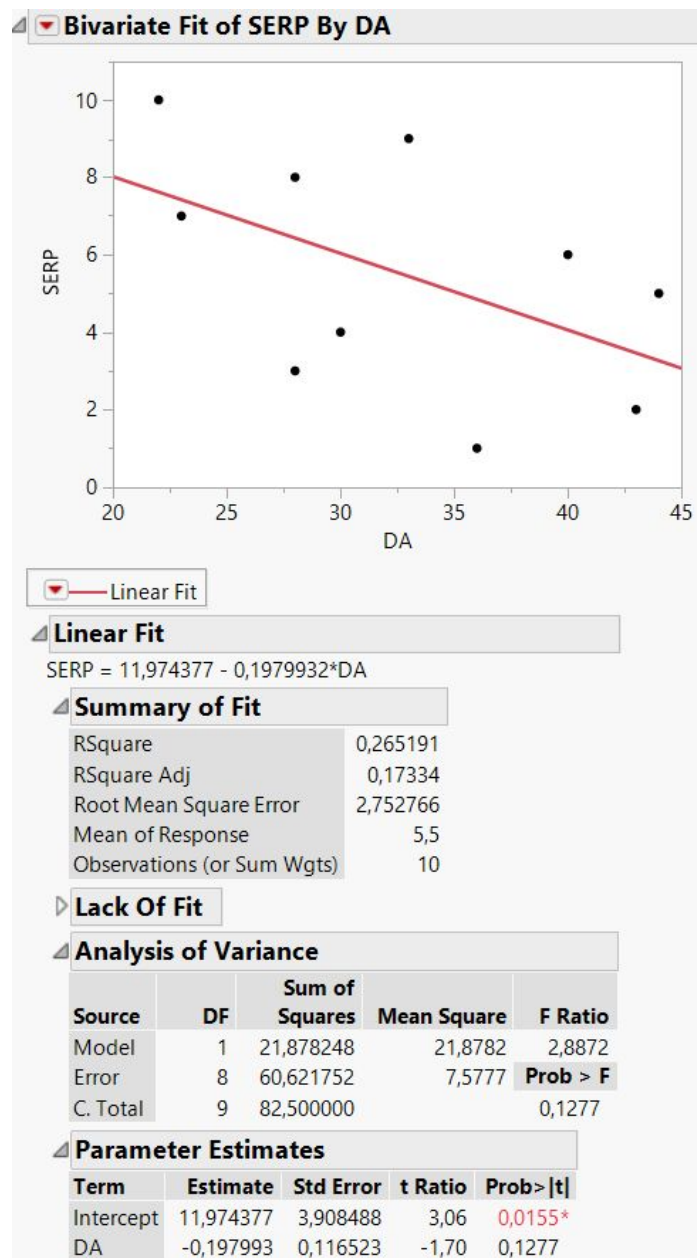 Bivariate Fit of SERP By DA
10
8
6
4
2
0
SERP
20 25 30 35 40 45
DA
Linear Fit
Linear Fit
SERP = 11,974377 - 0,1979932*DA
Summary of Fit
RSquare 0,265191
RSquare Adj 0,17334
Root Mean Square Error 2,752766
Mean of Response 5,5
Observations (or Sum Wgts) 10
Lack Of Fit
Analysis of Variance
Sum of
Source DF Squares Mean Square F Ratio
Model 1 21,878248 21,8782 2,8872
Error 8 60,621752 7,5777 Prob > F
C. Total 9 82,500000 0,1277
Parameter Estimates
Term Estimate Std Error t Ratio Prob>|t|
Intercept 11,974377 3,908488 3,06 0,0155*
DA -0,197993 0,116523 -1,70 0,1277